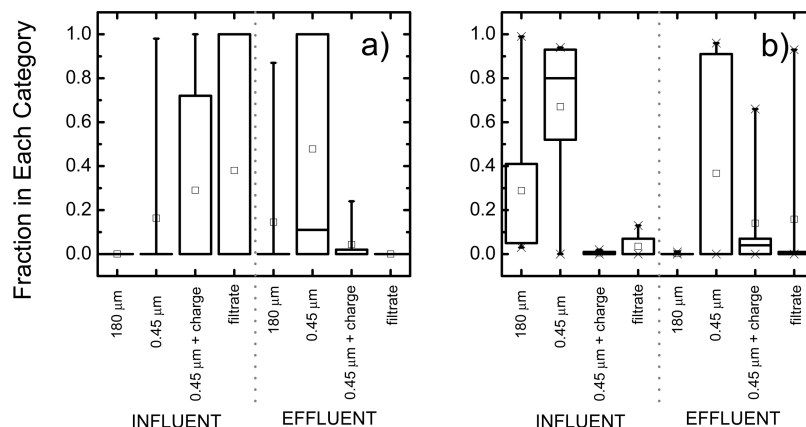 Fraction in Each Category
1.0
0.8
0.6
0.4
0.2
0.0
a)
180 μm
0.45 μm
0.45 μm + charge
filtrate
180 μm
0.45 μm
0.45 μm + charge
filtrate
INFLUENT
EFFLUENT
1.0
0.8
0.6
0.4
0.2
0.0
b)
180 μm
0.45 μm
0.45 μm + charge
filtrate
180 μm
0.45 μm
0.45 μm + charge
filtrate
INFLUENT
EFFLUENT